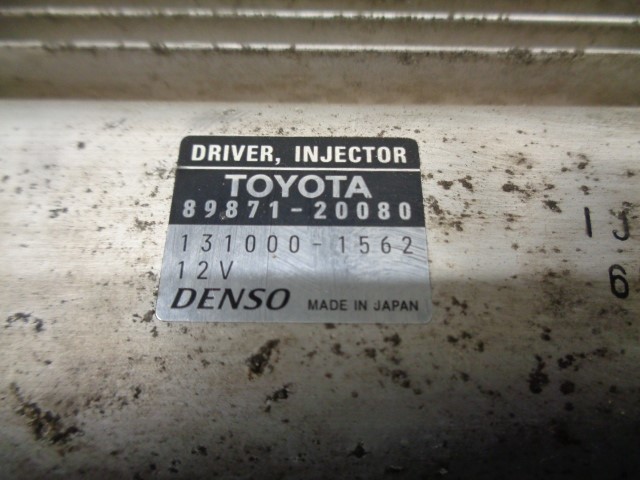 DRIVER, INJECTOR
TOYOTA
89871-20080
131000-1562
12V
DENSO MADE IN JAPAN
IJ
6